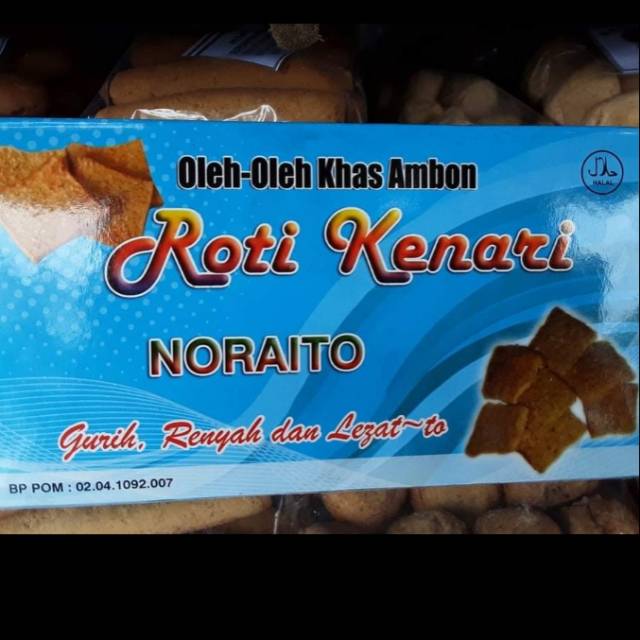 Oleh-Oleh Khas Ambon
HALAL
Roti Kenari
NORAITO
Gurih, Renyah dan Lezat~to
BP POM : 02.04.1092.007